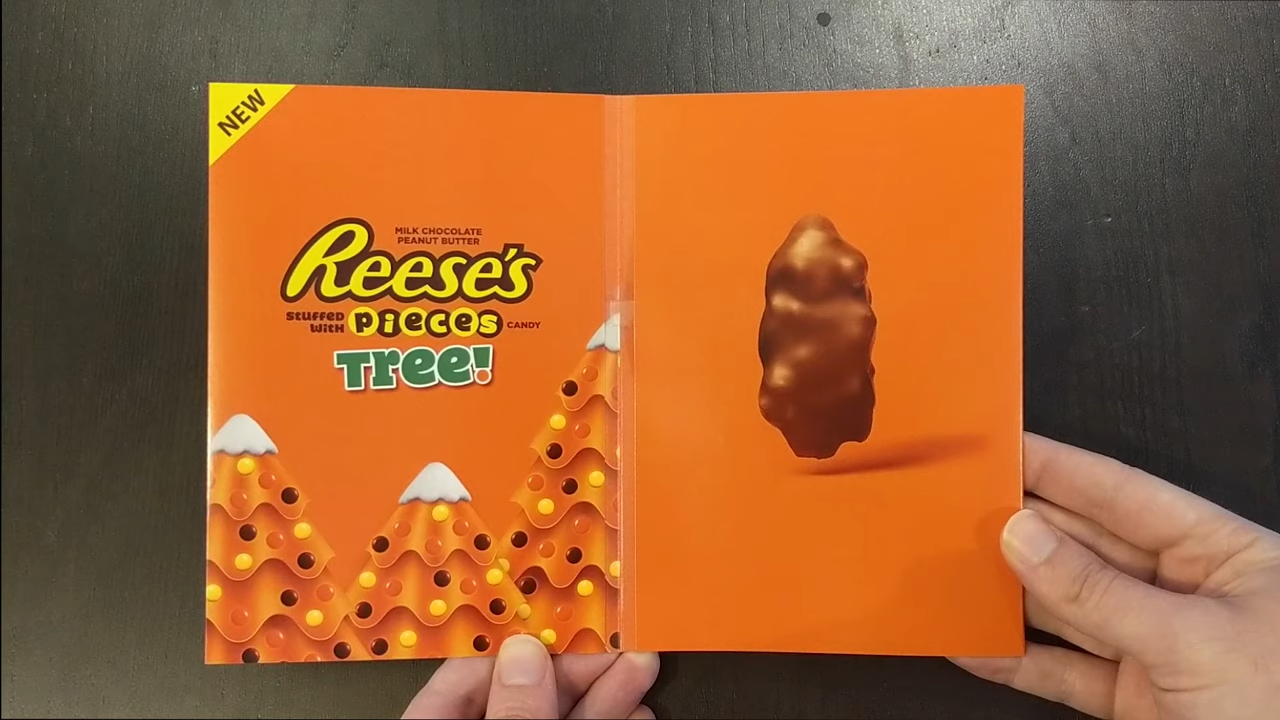 NEW
MILK CHOCOLATE
PEANUT BUTTER
Reese's
STUFFED
WITH
PIECES CANDY
Tree!